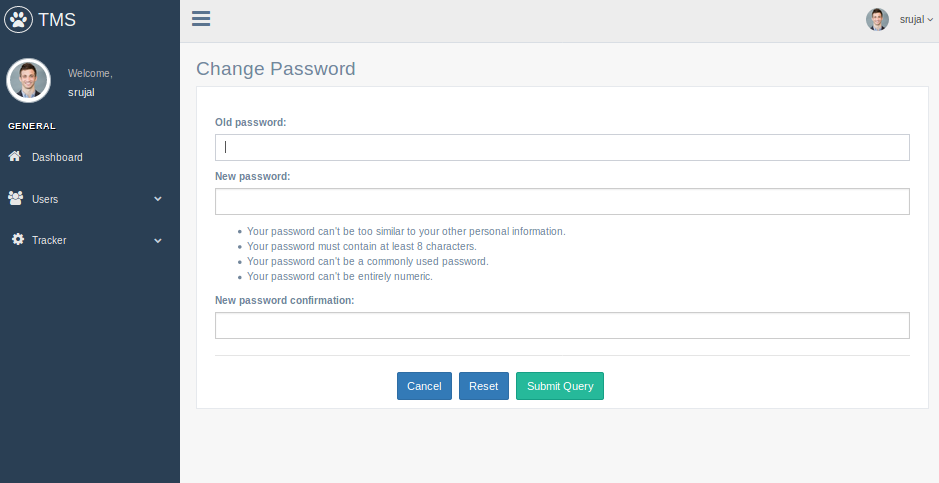 TMS
srujal
Welcome,
srujal
GENERAL
Dashboard
Users
Tracker
Change Password
Old password:
New password:
Your password can't be too similar to your other personal information.
Your password must contain at least 8 characters.
Your password can't be a commonly used password.
Your password can't be entirely numeric.
New password confirmation:
Cancel Reset Submit Query